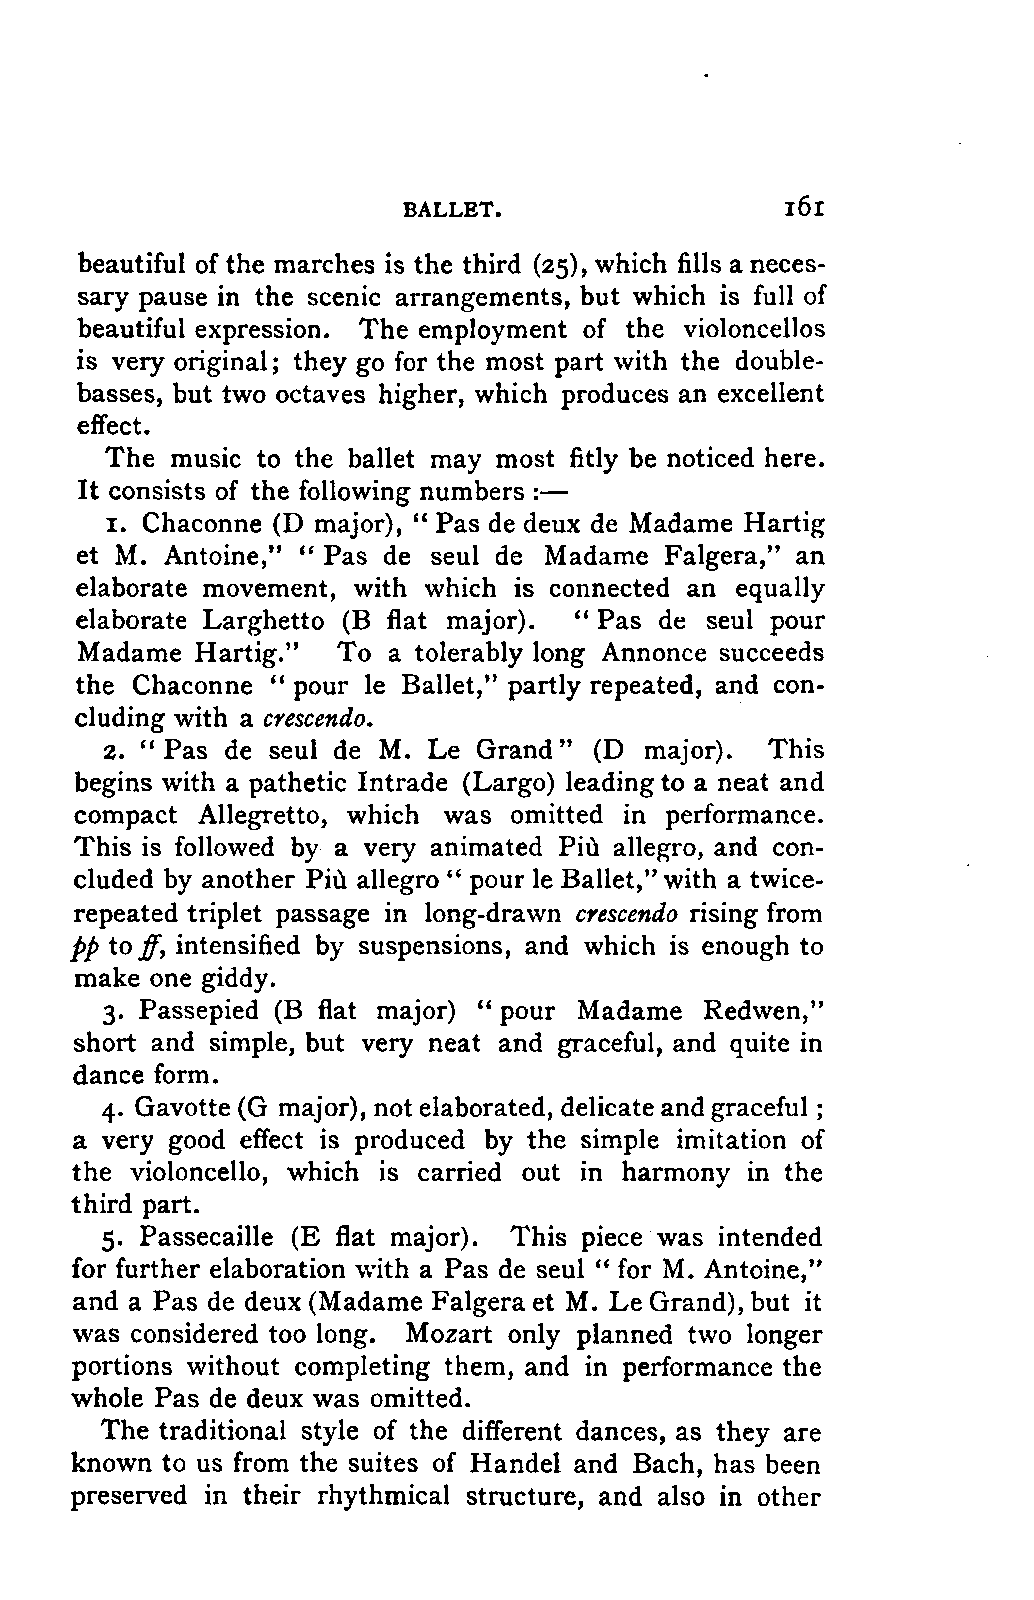 BALLET. 161
beautiful of the marches is the third (25), which fills a neces-
sary pause in the scenic arrangements, but which is full of
beautiful expression. The employment of the violoncellos
is very original; they go for the most part with the double-
basses, but two octaves higher, which produces an excellent
effect.
The music to the ballet may most fitly be noticed here.
It consists of the following numbers :—
1. Chaconne (D major), “ Pas de deux de Madame Hartig
et M. Antoine,” “ Pas de seul de Madame Falgera,” an
elaborate movement, with which is connected an equally
elaborate Larghetto (B flat major). “ Pas de seul pour
Madame Hartig.” To a tolerably long Annonce succeeds
the Chaconne “ pour le Ballet,” partly repeated, and con-
cluding with a crescendo.
2. “ Pas de seul de M. Le Grand ” (D major). This
begins with a pathetic Intrade (Largo) leading to a neat and
compact Allegretto, which was omitted in performance.
This is followed by a very animated Più allegro, and con-
cluded by another Più allegro “ pour le Ballet,” with a twice-
repeated triplet passage in long-drawn crescendo rising from
pp to ff, intensified by suspensions, and which is enough to
make one giddy.
3. Passepied (B flat major) “ pour Madame Redwen,”
short and simple, but very neat and graceful, and quite in
dance form.
4. Gavotte (G major), not elaborated, delicate and graceful ;
a very good effect is produced by the simple imitation of
the violoncello, which is carried out in harmony in the
third part.
5. Passecaille (E flat major). This piece was intended
for further elaboration with a Pas de seul “ for M. Antoine,”
and a Pas de deux (Madame Falgera et M. Le Grand), but it
was considered too long. Mozart only planned two longer
portions without completing them, and in performance the
whole Pas de deux was omitted.
The traditional style of the different dances, as they are
known to us from the suites of Handel and Bach, has been
preserved in their rhythmical structure, and also in other